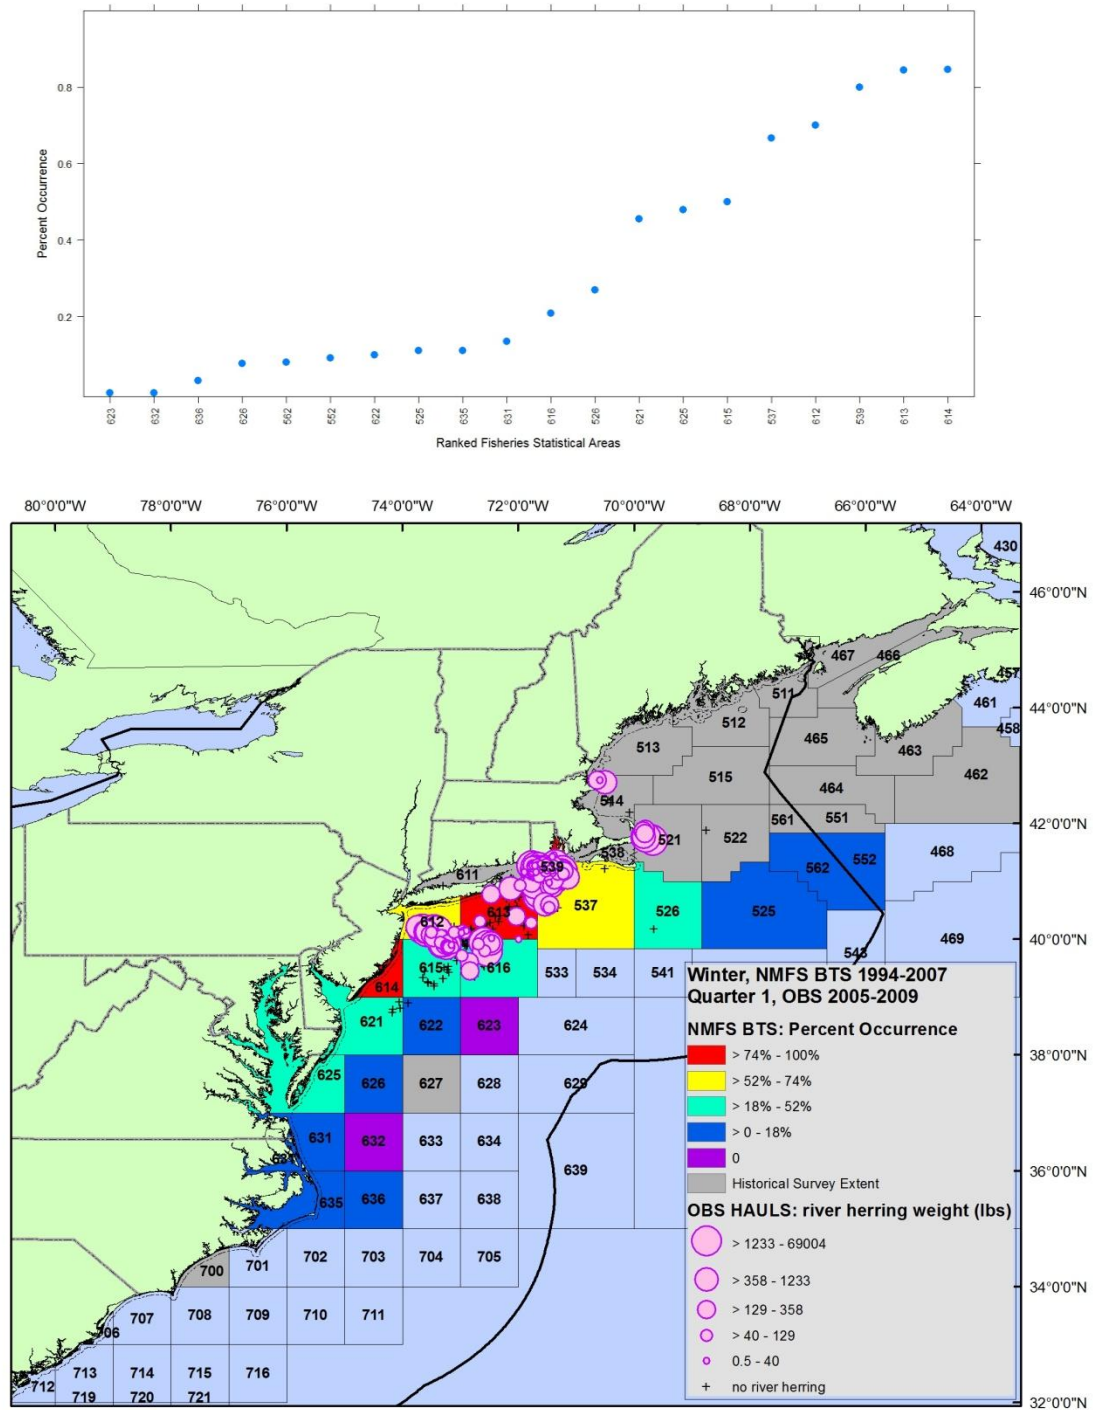 0.8
0.6
0.4
0.2
Percent Occurrence
623 632 636 626 562 552 622 525 635 631 616 526 621 625 615 537 612 539 613 614
Ranked Fisheries Statistical Areas
80°0'0"W 78°0'0"W 76°0'0"W 74°0'0"W 72°0'0"W 70°0'0"W 68°0'0"W 66°0'0"W 64°0'0"W
430
46°0'0"N
467 466
457
511
461
44°0'0"N
512
458
465 463
513
515 462
464
514
551
561
42°0'0"N
521 522
538 552 468
539 562
611
613 537 526 525
612
469
40°0'0"N
543
615 616 533 534 541
614
621 622 623 624
38°0'0"N
625 626 627 628 629
631 632 633 634
639
36°0'0"N
635 636 637 638
700 701 702 703 704 705
34°0'0"N
706 707 708 709 710 711
712 713 714 715 716
719 720 721
32°0'0"N
Winter, NMFS BTS 1994-2007
Quarter 1, OBS 2005-2009
NMFS BTS: Percent Occurrence
> 74% - 100%
> 52% - 74%
> 18% - 52%
> 0 - 18%
0
Historical Survey Extent
OBS HAULS: river herring weight (lbs)
> 1233 - 69004
> 358 - 1233
> 129 - 358
> 40 - 129
0.5 - 40
no river herring